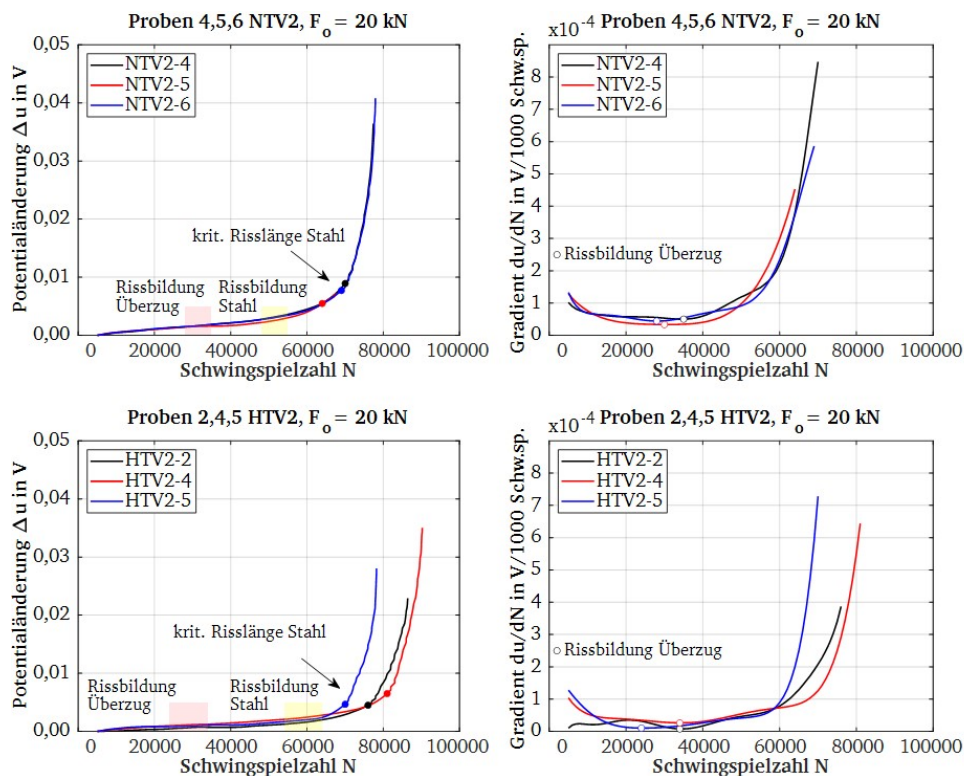 Proben 4,5,6 NTV2, F_o = 20 kN
Potentialänderung Δu in V
0,05
0,04
0,03
0,02
0,01
0,00
NTV2-4
NTV2-5
NTV2-6
krit. Risslänge Stahl
Rissbildung
Überzug
Rissbildung
Stahl
0 20000 40000 60000 80000 100000
Schwingspielzahl N
x10⁻⁴ Proben 4,5,6 NTV2, F_o = 20 kN
Gradient du/dN in V/1000 Schw.sp.
8
6
4
2
0
NTV2-4
NTV2-5
NTV2-6
Rissbildung Überzug
0 20000 40000 60000 80000 100000
Schwingspielzahl N
Proben 2,4,5 HTV2, F_o = 20 kN
Potentialänderung Δu in V
0,05
0,04
0,03
0,02
0,01
0,00
HTV2-2
HTV2-4
HTV2-5
krit. Risslänge Stahl
Rissbildung
Überzug
Rissbildung
Stahl
0 20000 40000 60000 80000 100000
Schwingspielzahl N
x10⁻⁴ Proben 2,4,5 HTV2, F_o = 20 kN
Gradient du/dN in V/1000 Schw.sp.
8
7
6
4
2
0
HTV2-2
HTV2-4
HTV2-5
Rissbildung Überzug
0 20000 40000 60000 80000 100000
Schwingspielzahl N